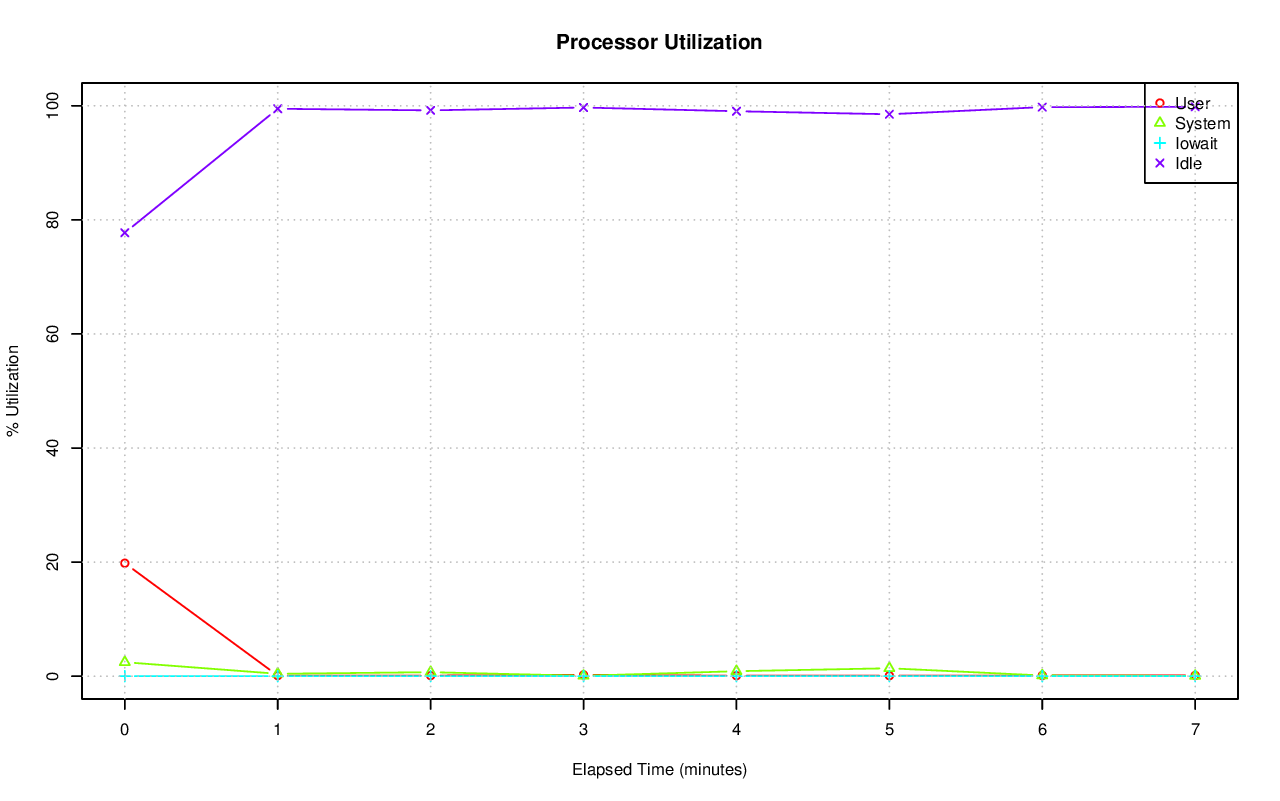 Processor Utilization
100
80
60
40
20
0
% Utilization
User
System
Iowait
Idle
0 1 2 3 4 5 6 7
Elapsed Time (minutes)